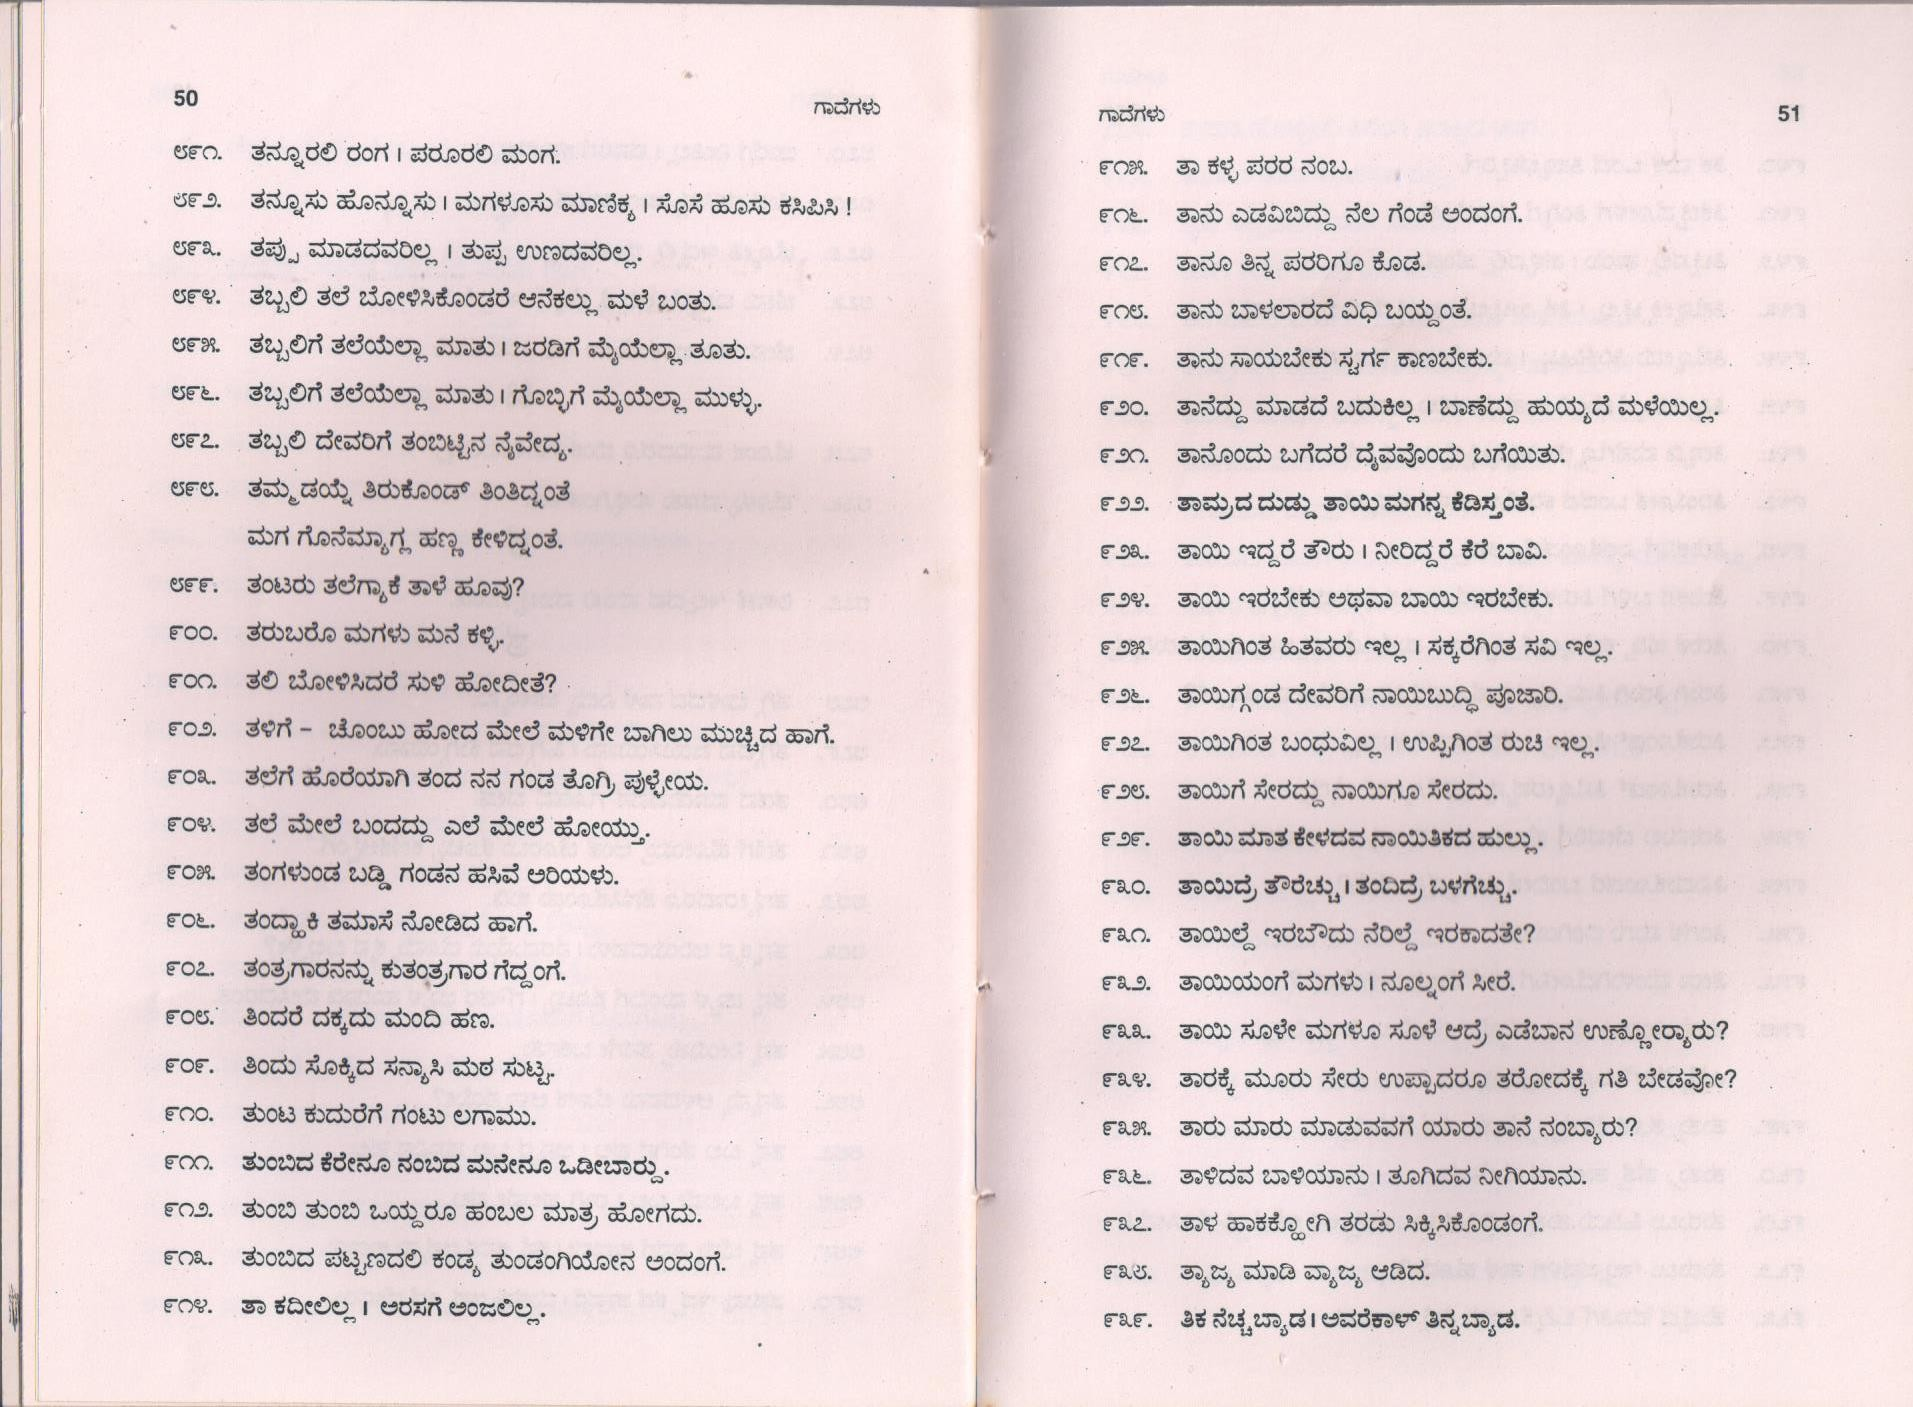 50
ಗಾದೆಗಳು
೮೯೧. ತನ್ನೂರಲಿ ರಂಗ । ಪರೂರಲಿ ಮಂಗ.
೮೯೨. ತನ್ನೂಸು ಹೊನ್ನೂಸು । ಮಗಳೂಸು ಮಾಣಿಕ್ಯ । ಸೊಸೆ ಹೂಸು ಕಸಿಪಿಸಿ !
೮೯೩. ತಪ್ಪು ಮಾಡದವರಿಲ್ಲ । ತುಪ್ಪ ಉಣದವರಿಲ್ಲ.
೮೯೪. ತಬ್ಬಲಿ ತಲೆ ಬೋಳಿಸಿಕೊಂಡರೆ ಆನೆಕಲ್ಲು ಮಳೆ ಬಂತು.
೮೯೫. ತಬ್ಬಲಿಗೆ ತಲೆಯೆಲ್ಲಾ ಮಾತು । ಜರಡಿಗೆ ಮೈಯೆಲ್ಲಾ ತೂತು.
೮೯೬. ತಬ್ಬಲಿಗೆ ತಲೆಯೆಲ್ಲಾ ಮಾತು । ಗೊಬ್ಳಿಗೆ ಮೈಯೆಲ್ಲಾ ಮುಳ್ಳು.
೮೯೭. ತಬ್ಬಲಿ ದೇವರಿಗೆ ತಂಬಿಟ್ಟಿನ ನೈವೇದ್ಯ.
೮೯೮. ತಮ್ಮಡಯ್ನೆ ತಿರುಕೊಂಡ್ ತಿಂತಿದ್ನಂತೆ
ಮಗ ಗೊನೆಮ್ಯಾಗ್ಲ ಹಣ್ಣ ಕೇಳಿದ್ನಂತೆ.
೮೯೯. ತಂಟರು ತಲೆಗ್ಯಾಕೆ ತಾಳೆ ಹೂವು?
೯೦೦. ತರುಬರೊ ಮಗಳು ಮನೆ ಕಳ್ಳಿ.
೯೦೧. ತಲಿ ಬೋಳಿಸಿದರೆ ಸುಳಿ ಹೋದೀತೆ?
೯೦೨. ತಳಿಗೆ – ಚೊಂಬು ಹೋದ ಮೇಲೆ ಮಳಿಗೇ ಬಾಗಿಲು ಮುಚ್ಚಿದ ಹಾಗೆ.
೯೦೩. ತಲೆಗೆ ಹೊರೆಯಾಗಿ ತಂದ ನನ ಗಂಡ ತೊಗ್ರಿ ಪುಳ್ಳೇಯ.
೯೦೪. ತಲೆ ಮೇಲೆ ಬಂದದ್ದು ಎಲೆ ಮೇಲೆ ಹೋಯ್ತು.
೯೦೫. ತಂಗಳುಂಡ ಬಡ್ಡಿ ಗಂಡನ ಹಸಿವೆ ಅರಿಯಳು.
೯೦೬. ತಂದ್ಹಾಕಿ ತಮಾಸೆ ನೋಡಿದ ಹಾಗೆ.
೯೦೭. ತಂತ್ರಗಾರನನ್ನು ಕುತಂತ್ರಗಾರ ಗೆದ್ದಂಗೆ.
೯೦೮. ತಿಂದರೆ ದಕ್ಕದು ಮಂದಿ ಹಣ.
೯೦೯. ತಿಂದು ಸೊಕ್ಕಿದ ಸನ್ಯಾಸಿ ಮಠ ಸುಟ್ಟ.
೯೧೦. ತುಂಟ ಕುದುರೆಗೆ ಗಂಟು ಲಗಾಮು.
೯೧೧. ತುಂಬಿದ ಕೆರೇನೂ ನಂಬಿದ ಮನೇನೂ ಒಡೀಬಾರ್‍ದು.
೯೧೨. ತುಂಬಿ ತುಂಬಿ ಒಯ್ದರೂ ಹಂಬಲ ಮಾತ್ರ ಹೋಗದು.
೯೧೩. ತುಂಬಿದ ಪಟ್ಟಣದಲಿ ಕಂಡ್ಯ ತುಂಡಂಗಿಯೋನ ಅಂದಂಗೆ.
೯೧೪. ತಾ ಕದೀಲಿಲ್ಲ । ಅರಸಗೆ ಅಂಜಲಿಲ್ಲ.
ಗಾದೆಗಳು
51
೯೧೫. ತಾ ಕಳ್ಳ ಪರರ ನಂಬ.
೯೧೬. ತಾನು ಎಡವಿಬಿದ್ದು ನೆಲ ಗೆಂಡೆ ಅಂದಂಗೆ.
೯೧೭. ತಾನೂ ತಿನ್ನ ಪರರಿಗೂ ಕೊಡ.
೯೧೮. ತಾನು ಬಾಳಲಾರದೆ ವಿಧಿ ಬಯ್ದಂತೆ.
೯೧೯. ತಾನು ಸಾಯಬೇಕು ಸ್ವರ್ಗ ಕಾಣಬೇಕು.
೯೨೦. ತಾನೆದ್ದು ಮಾಡದೆ ಬದುಕಿಲ್ಲ । ಬಾಣೆದ್ದು ಹುಯ್ಯದೆ ಮಳೆಯಿಲ್ಲ.
೯೨೧. ತಾನೊಂದು ಬಗೆದರೆ ದೈವವೊಂದು ಬಗೆಯಿತು.
೯೨೨. ತಾಮ್ರದ ದುಡ್ಡು ತಾಯಿ ಮಗನ್ನ ಕೆಡಿಸ್ತಂತೆ.
೯೨೩. ತಾಯಿ ಇದ್ದರೆ ತೌರು । ನೀರಿದ್ದರೆ ಕೆರೆ ಬಾವಿ.
೯೨೪. ತಾಯಿ ಇರಬೇಕು ಅಥವಾ ಬಾಯಿ ಇರಬೇಕು.
೯೨೫. ತಾಯಿಗಿಂತ ಹಿತವರು ಇಲ್ಲ । ಸಕ್ಕರೆಗಿಂತ ಸವಿ ಇಲ್ಲ.
೯೨೬. ತಾಯಿಗ್ಗಂಡ ದೇವರಿಗೆ ನಾಯಿಬುದ್ಧಿ ಪೂಜಾರಿ.
೯೨೭. ತಾಯಿಗಿಂತ ಬಂಧುವಿಲ್ಲ । ಉಪ್ಪಿಗಿಂತ ರುಚಿ ಇಲ್ಲ.
೯೨೮. ತಾಯಿಗೆ ಸೇರದ್ದು ನಾಯಿಗೂ ಸೇರದು.
೯೨೯. ತಾಯಿ ಮಾತ ಕೇಳದವ ನಾಯಿತಿಕದ ಹುಲ್ಲು.
೯೩೦. ತಾಯಿದ್ರೆ ತೌರೆಚ್ಚು । ತಂದಿದ್ರೆ ಬಳಗೆಚ್ಚು.
೯೩೧. ತಾಯಿಲ್ದೆ ಇರಬೌದು ನೆರಿಲ್ದೆ ಇರಕಾದತೇ?
೯೩೨. ತಾಯಿಯಂಗೆ ಮಗಳು । ನೂಲ್ನಂಗೆ ಸೀರೆ.
೯೩೩. ತಾಯಿ ಸೂಳೇ ಮಗಳೂ ಸೂಳೆ ಆದ್ರೆ ಎಡೆಬಾನ ಉಣ್ಣೋರ್‍ಯಾರು?
೯೩೪. ತಾರಕ್ಕೆ ಮೂರು ಸೇರು ಉಪ್ಪಾದರೂ ತರೋದಕ್ಕೆ ಗತಿ ಬೇಡವೋ?
೯೩೫. ತಾರು ಮಾರು ಮಾಡುವವಗೆ ಯಾರು ತಾನೆ ನಂಬ್ಯಾರು?
೯೩೬. ತಾಳಿದವ ಬಾಳಿಯಾನು । ತೂಗಿದವ ನೀಗಿಯಾನು.
೯೩೭. ತಾಳ ಹಾಕಕ್ಹೋಗಿ ತರಡು ಸಿಕ್ಕಿಸಿಕೊಂಡಂಗೆ.
೯೩೮. ತ್ಯಾಜ್ಯ ಮಾಡಿ ವ್ಯಾಜ್ಯ ಆಡಿದ.
೯೩೯. ತಿಕ ನೆಚ್ಚಬ್ಯಾಡ । ಅವರೆಕಾಳ್ ತಿನ್ನಬ್ಯಾಡ.